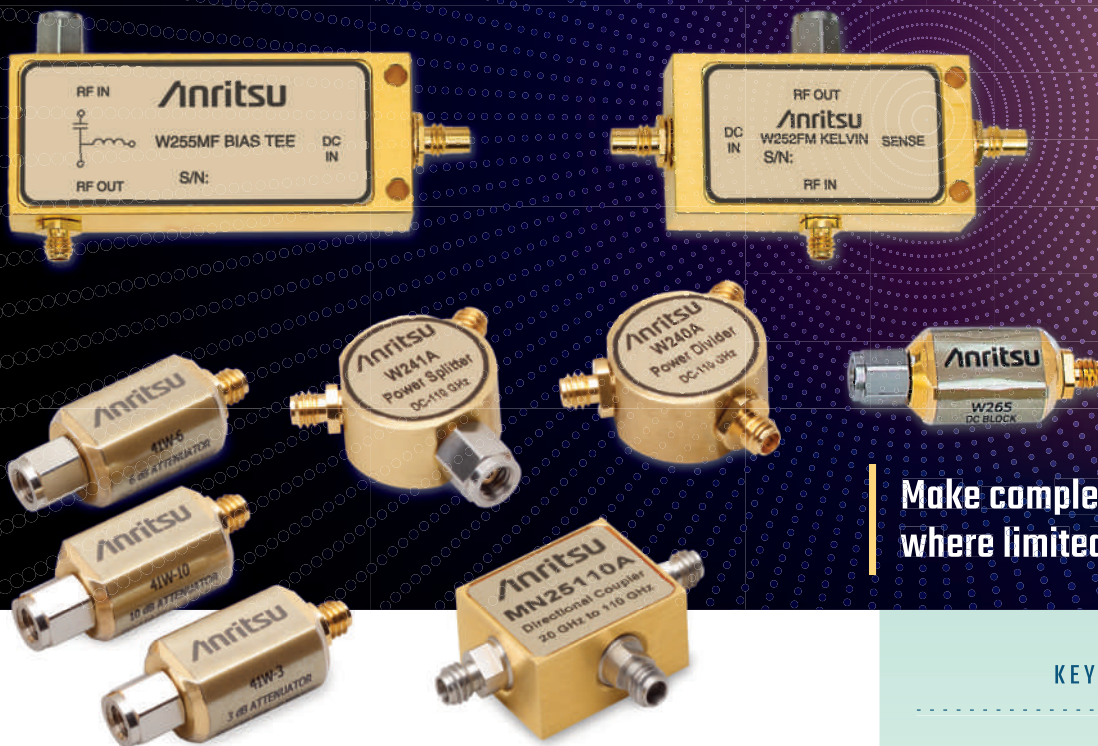 RF IN
Anritsu
W255MF BIAS TEE
DC
IN
RF OUT
S/N:
RF OUT
Anritsu
DC
IN
W252FM KELVIN
SENSE
S/N:
RF IN
Anritsu
W241A
Power Splitter
DC-110 GHz
Anritsu
W240A
Power Divider
DC-110 GHz
Anritsu
W265
DC BLOCK
Anritsu
41W-6
6 dB ATTENUATOR
Anritsu
41W-10
10 dB ATTENUATOR
Anritsu
41W-3
3 dB ATTENUATOR
Anritsu
MN25110A
Directional Coupler
20 GHz to 110 GHz
Make comple
where limited
KEY